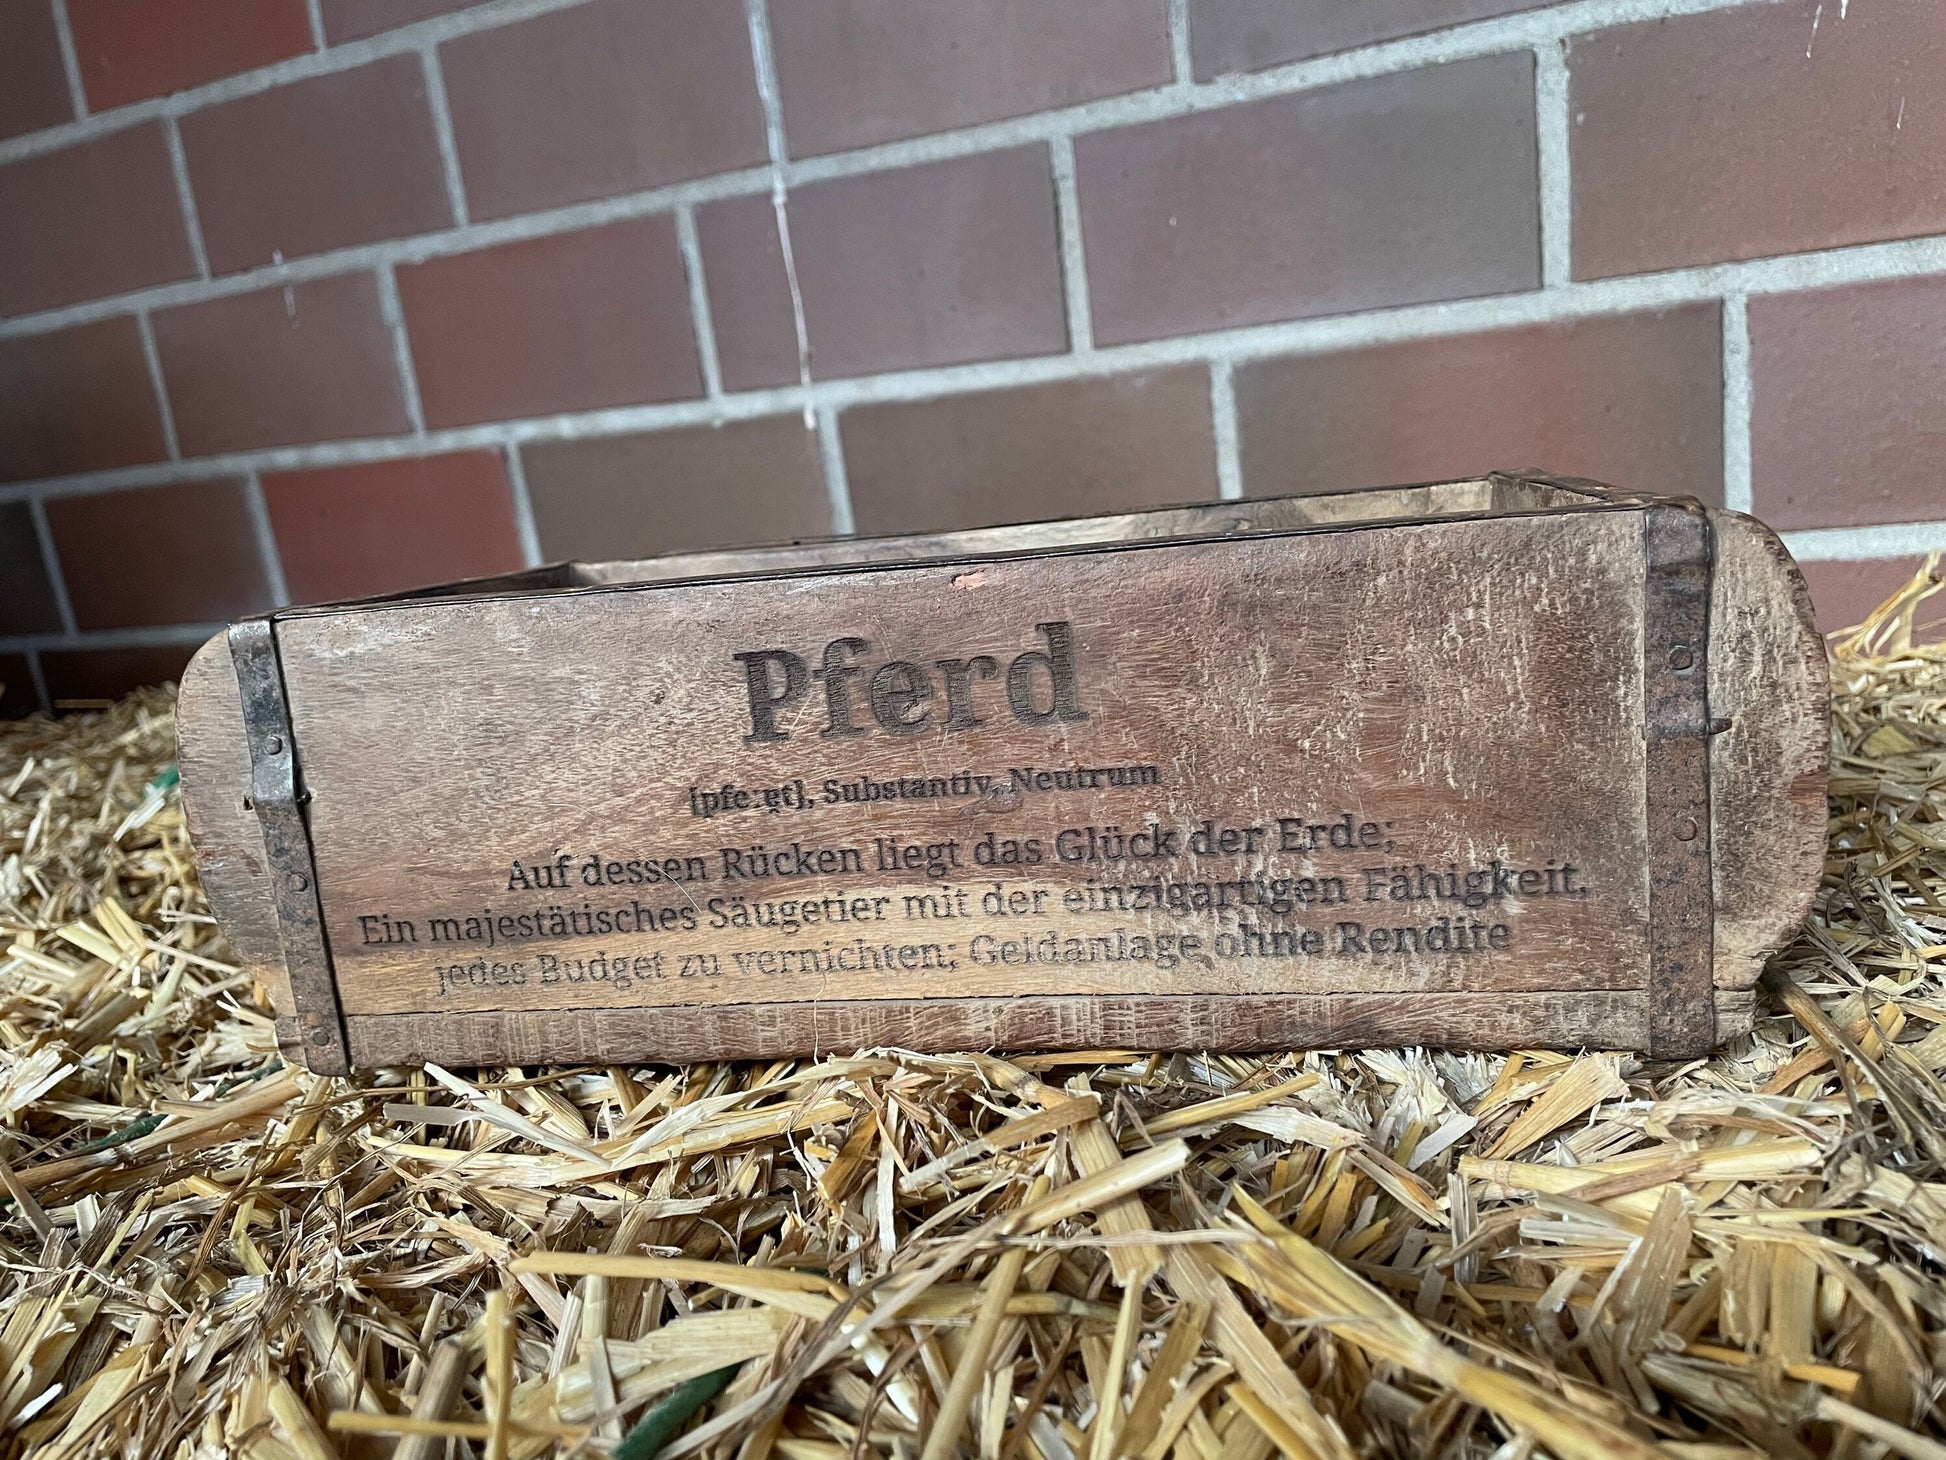 Pferd
[pfe:ɐ̯t], Substantiv, Neutrum
Auf dessen Rücken liegt das Glück der Erde;
Ein majestätisches Säugetier mit der einzigartigen Fähigkeit,
jedes Budget zu vernichten; Geldanlage ohne Rendite